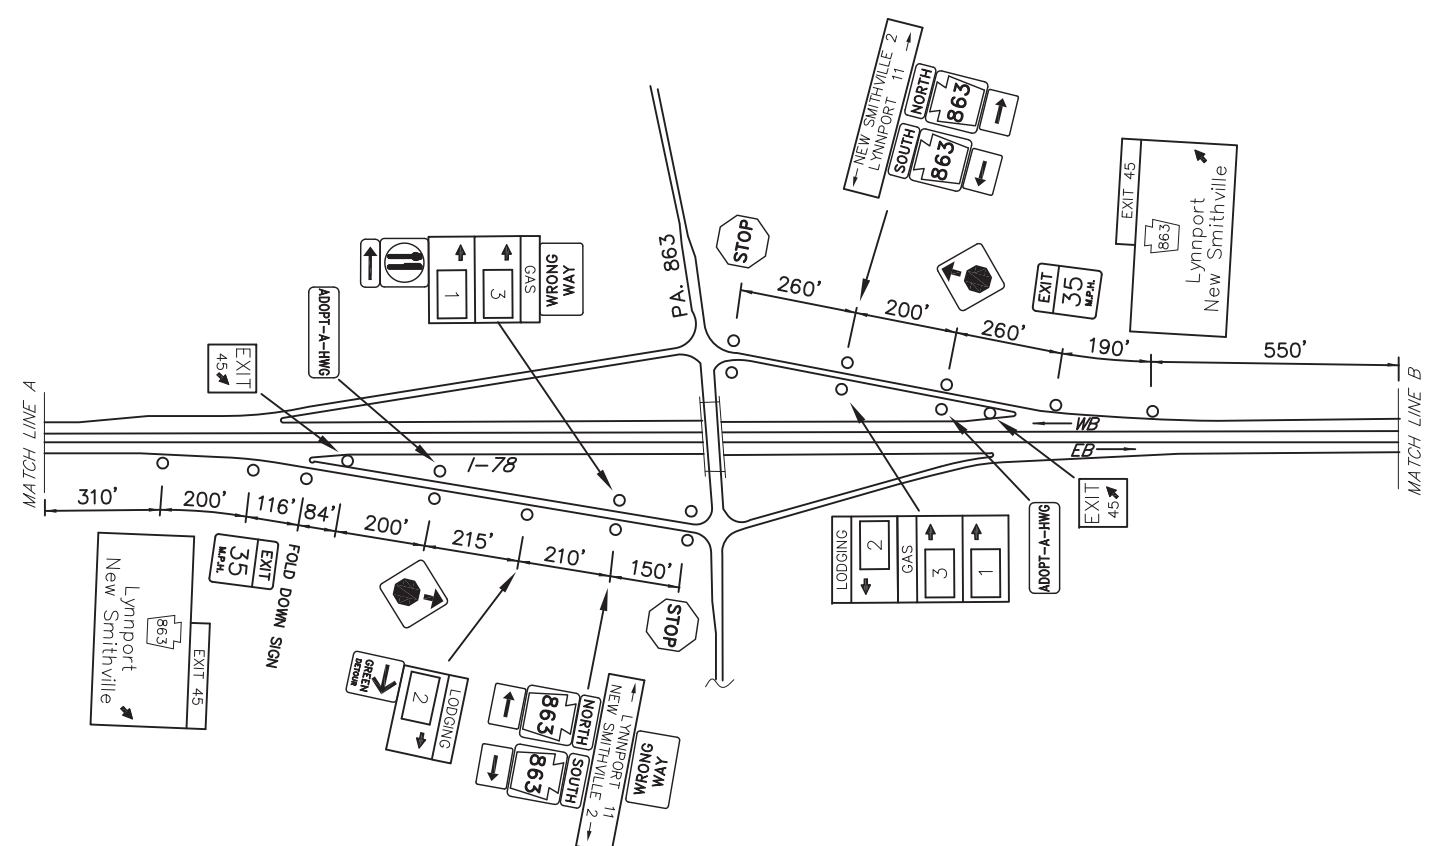 ← NEW SMITHVILLE 2
LYNNPORT 11 →
NORTH
863
SOUTH
863
EXIT 45
863
Lynnport
New Smithville
STOP
PA. 863
EXIT
35
M.P.H.
260'
200'
260'
190'
550'
1
3
GAS
WRONG
WAY
ADOPT-A-HWG
EXIT
45
MATCH LINE A
MATCH LINE B
WB
EB
I-78
310'
200'
116'
84'
200'
215'
210'
150'
EXIT
45
ADOPT-A-HWG
LODGING
2
GAS
3
1
FOLD DOWN SIGN
EXIT
35
M.P.H.
EXIT 45
863
Lynnport
New Smithville
STOP
GREEN
DETOUR
LODGING
2
NORTH
863
SOUTH
863
← LYNNPORT 11
NEW SMITHVILLE 2 →
WRONG
WAY